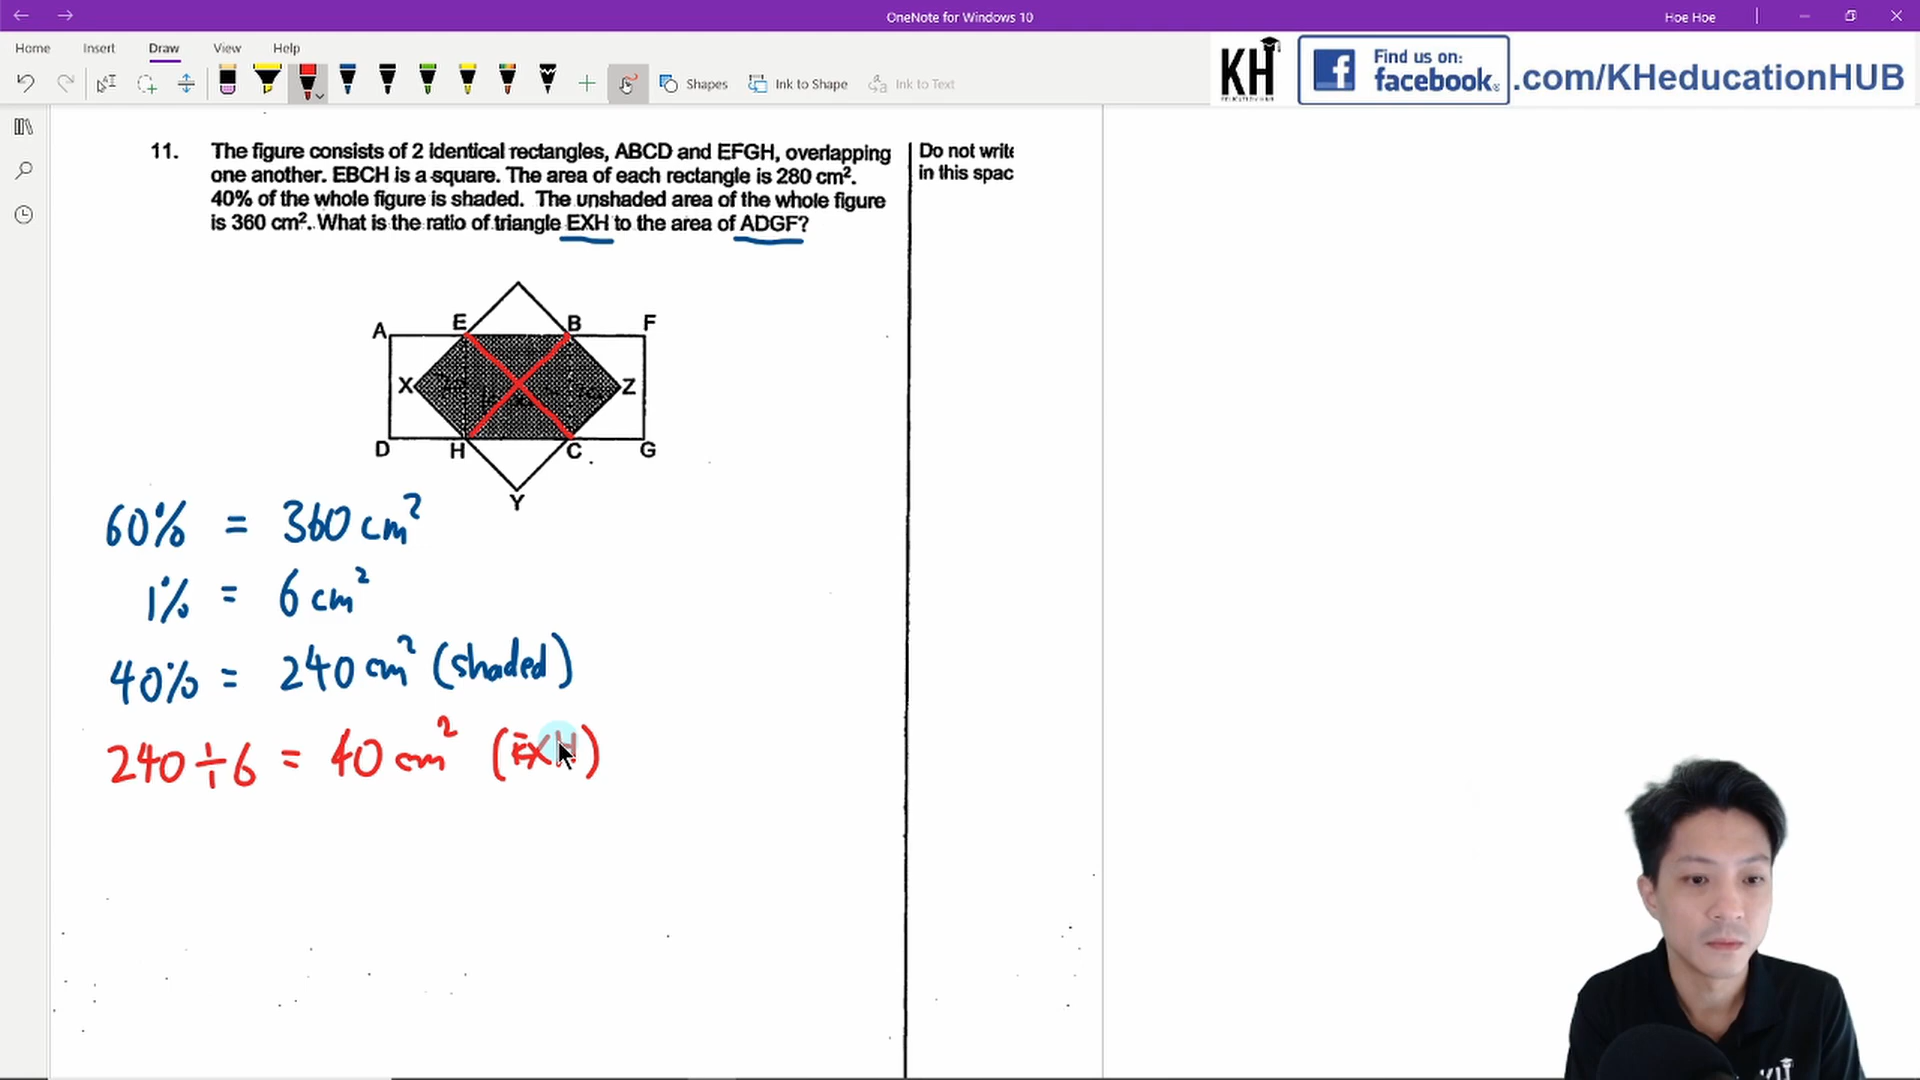 OneNote for Windows 10
Hoe Hoe
Home Insert Draw View Help
Shapes Ink to Shape Ink to Text
KH
Find us on:
facebook.com/KHeducationHUB
11. The figure consists of 2 identical rectangles, ABCD and EFGH, overlapping
one another. EBCH is a square. The area of each rectangle is 280 cm².
40% of the whole figure is shaded. The unshaded area of the whole figure
is 360 cm². What is the ratio of triangle EXH to the area of ADGF?
Do not write
in this spac
A E B F
X Z
D H C G
Y
60% = 360 cm²
1% = 6 cm²
40% = 240 cm² (shaded)
240 ÷ 6 = 40 cm² (EXH)